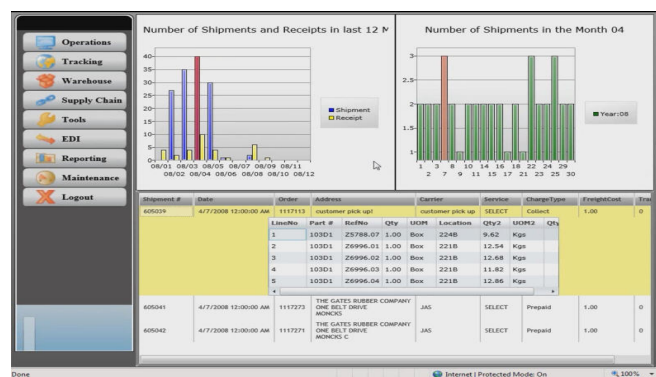 Operations
Tracking
Warehouse
Supply Chain
Tools
EDI
Reporting
Maintenance
Logout
Number of Shipments and Receipts in last 12 M
40
35
30
25
20
15
10
5
0
08/01 08/03 08/05 08/07 08/09 08/11
08/02 08/04 08/06 08/08 08/10 08/12
Shipment
Receipt
Number of Shipments in the Month 04
3
2.5
2
1.5
1
1 3 8 10 14 16 18 22 24 29
2 7 9 11 15 17 21 23 25 30
Year:08
Shipment # Date Order Address Carrier Service ChargeType FreightCost Tra
605039 4/7/2008 12:00:00 AM 1117113 customer pick up! customer pick up SELECT Collect 1.00 0
LineNo Part # RefNo Qty UOM Location Qty2 UOM2 Qty
1 103D1 Z5788.07 1.00 Box 224B 9.62 Kgs
2 103D1 Z6996.01 1.00 Box 221B 12.54 Kgs
3 103D1 Z6996.02 1.00 Box 221B 12.68 Kgs
4 103D1 Z6996.03 1.00 Box 221B 11.82 Kgs
5 103D1 Z6996.04 1.00 Box 221B 12.86 Kgs
605041 4/7/2008 12:00:00 AM 1117273 THE GATES RUBBER COMPANY ONE BELT DRIVE MONCKS JAS SELECT Prepaid 1.00 0
605042 4/7/2008 12:00:00 AM 1117271 THE GATES RUBBER COMPANY ONE BELT DRIVE MONCKS C JAS SELECT Prepaid 1.00 0
Done Internet | Protected Mode: On 100%